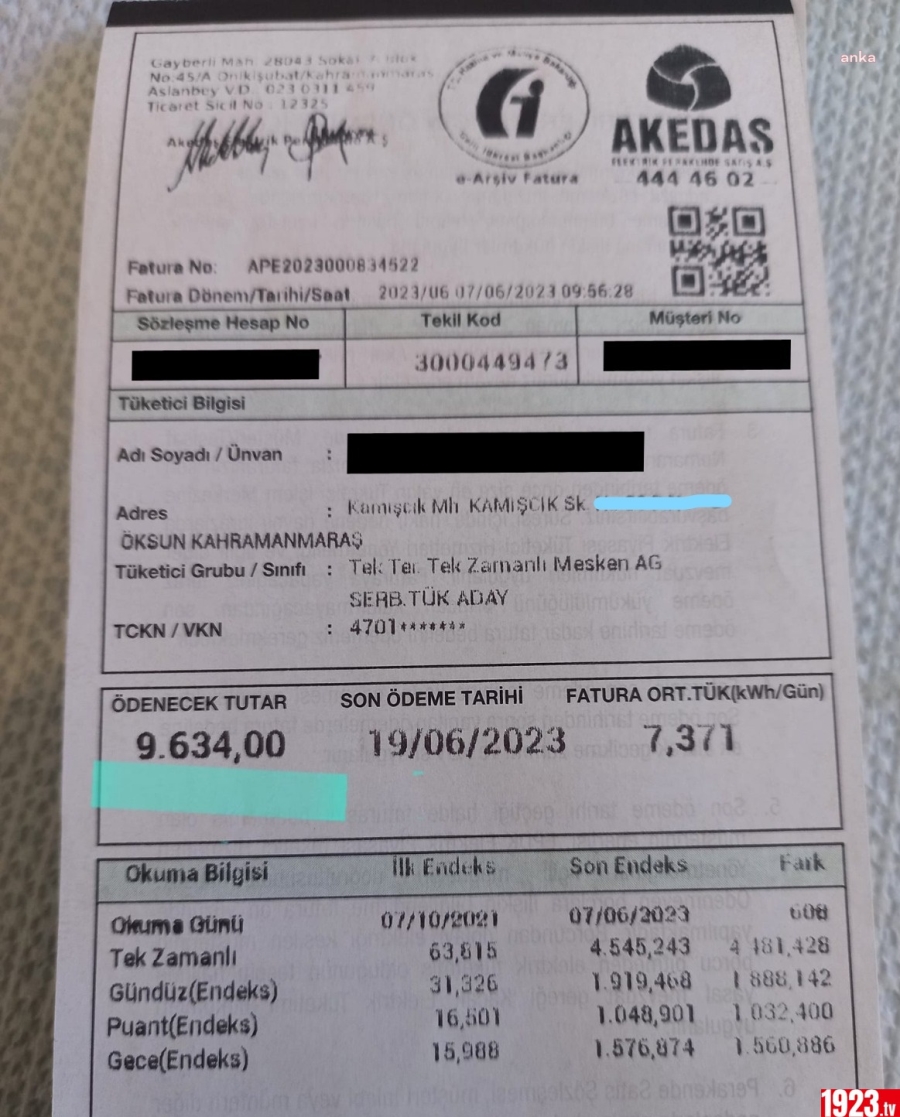 anka
Gayberli Mah. 28043 Sokak
No:45/A Onikişubat/Kahramanmaraş
Aslanbey V.D. 023 0311 459
Ticaret Sicil No : 12325
e-Arşiv Fatura
AKEDAŞ
ELEKTRİK PERAKENDE SATIŞ A.Ş
444 46 02
Fatura No: APE2023000834522
Fatura Dönem/Tarihi/Saat 2023/06 07/06/2023 09:56:28
Sözleşme Hesap No Tekil Kod Müşteri No
3000449473
Tüketici Bilgisi
Adı Soyadı / Ünvan :
Adres : Kamışcık Mh. KAMIŞCIK Sk.
ÖKSUN KAHRAMANMARAŞ
Tüketici Grubu / Sınıfı : Tek Ter. Tek Zamanlı Mesken AG
SERB.TÜK ADAY
TCKN / VKN : 4701*******
ÖDENECEK TUTAR SON ÖDEME TARİHİ FATURA ORT.TÜK(kWh/Gün)
9.634,00 19/06/2023 7,371
Okuma Bilgisi İlk Endeks Son Endeks Fark
Okuma Günü 07/10/2021 07/06/2023 608
Tek Zamanlı 63,815 4.545,243 4.481,428
Gündüz(Endeks) 31,326 1.919,468 1.888,142
Puant(Endeks) 16,501 1.048,901 1.032,400
Gece(Endeks) 15,988 1.576,874 1.560,886
1923.tv